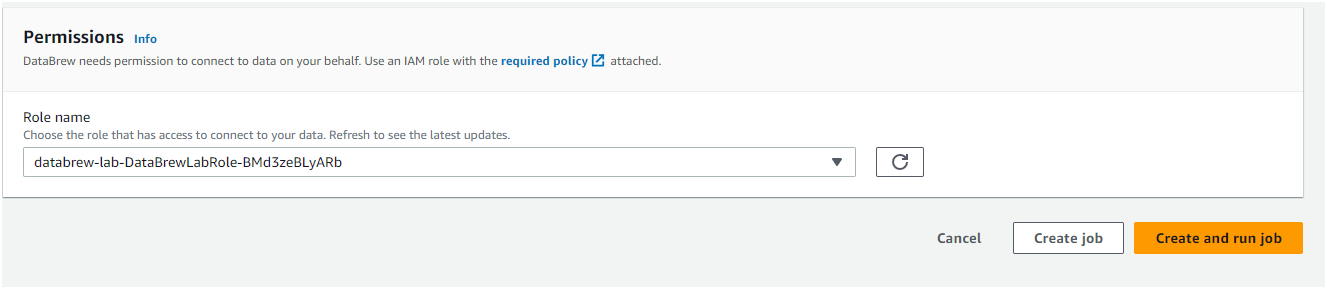 Permissions Info
DataBrew needs permission to connect to data on your behalf. Use an IAM role with the required policy attached.
Role name
Choose the role that has access to connect to your data. Refresh to see the latest updates.
databrew-lab-DataBrewLabRole-BMd3zeBLyARb
Cancel Create job Create and run job